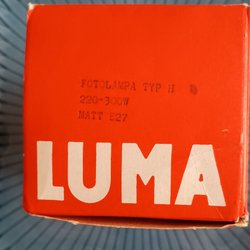 FOTOLAMPA TYP H
220-300W
MATT E27
LUMA